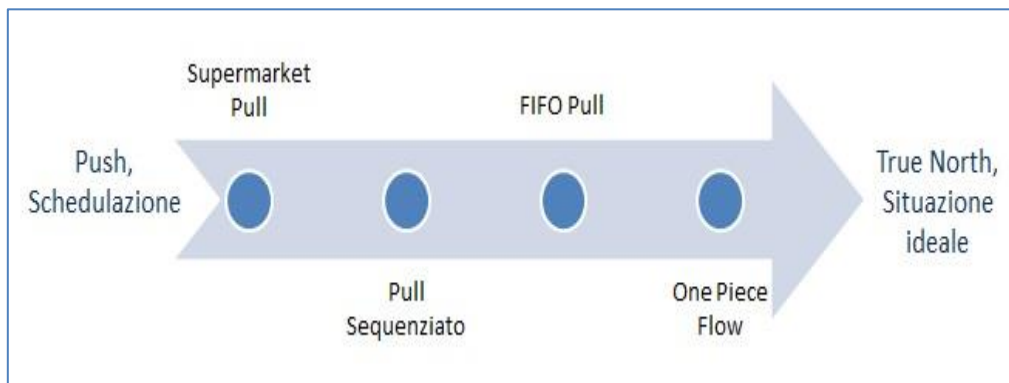 Push,
Schedulazione
Supermarket
Pull
Pull
Sequenziato
FIFO Pull
One Piece
Flow
True North,
Situazione
ideale